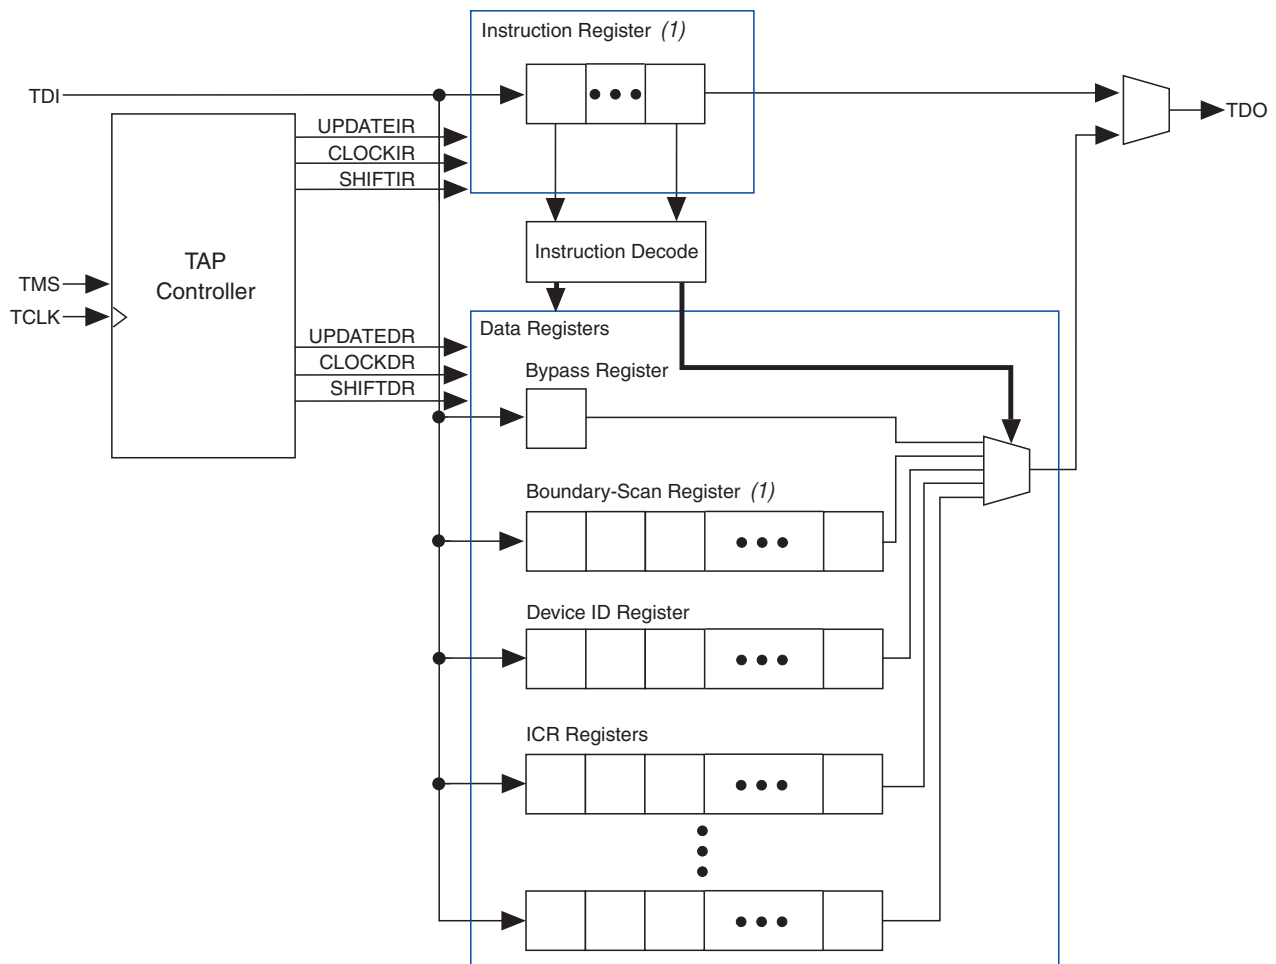 Instruction Register (1)
TDI
TDO
UPDATEIR
CLOCKIR
SHIFTIR
TAP
Controller
Instruction Decode
TMS
TCLK
UPDATEDR
CLOCKDR
SHIFTDR
Data Registers
Bypass Register
Boundary-Scan Register (1)
Device ID Register
ICR Registers